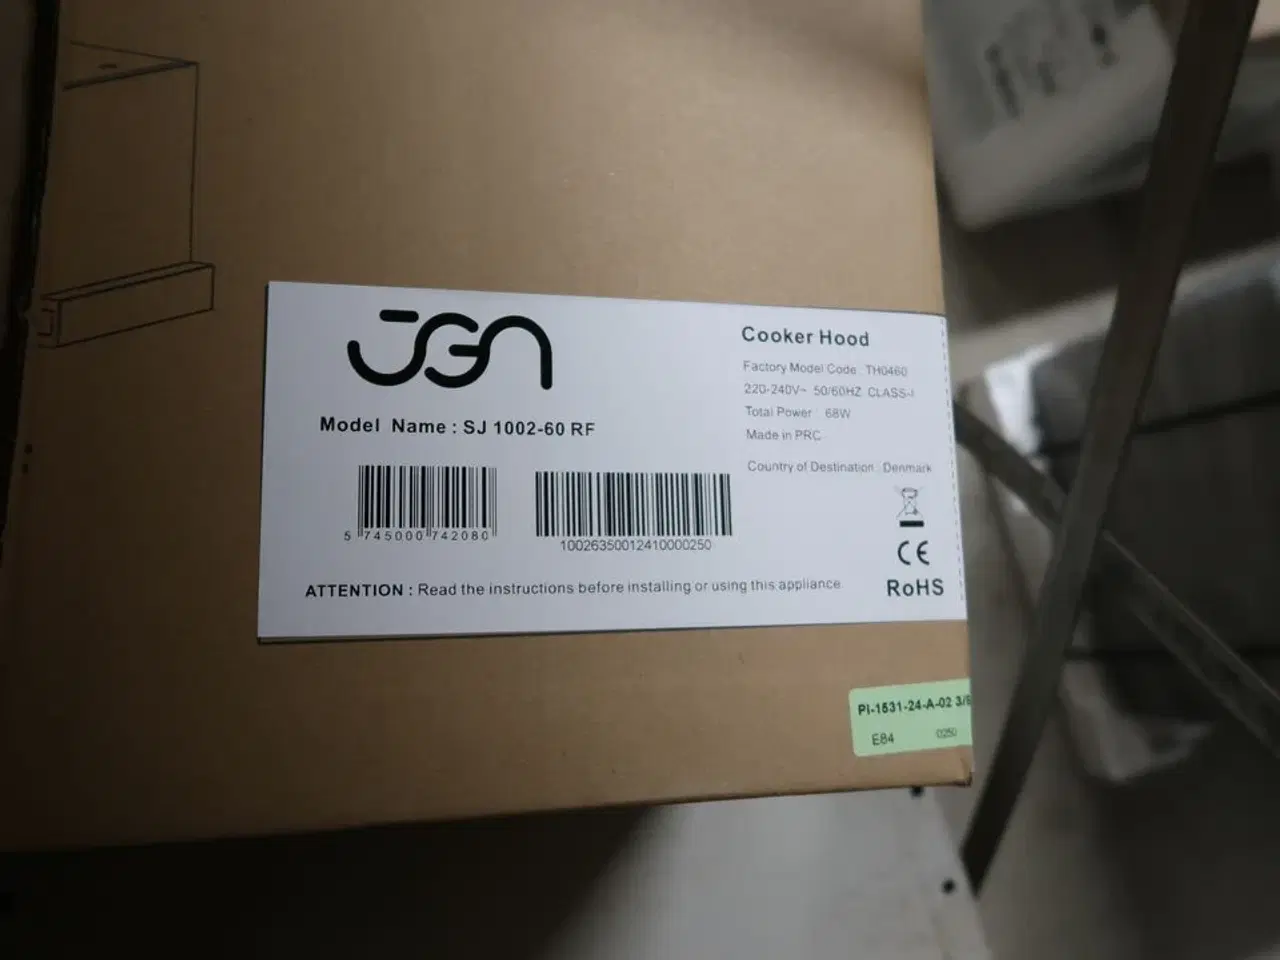 JGN
Model Name : SJ 1002-60 RF
5 745000 742080
10026350012410000250
ATTENTION : Read the instructions before installing or using this appliance
Cooker Hood
Factory Model Code : TH0460
220-240V~ 50/60HZ CLASS-I
Total Power : 68W
Made in PRC
Country of Destination : Denmark
CE
RoHS
PI-1531-24-A-02
E84 0250